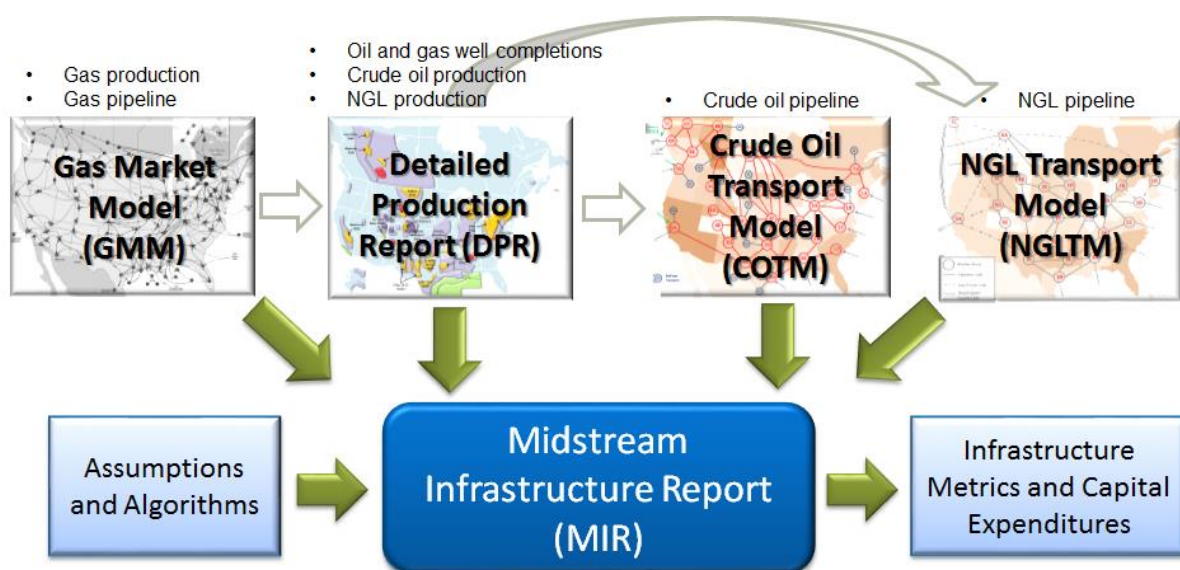 • Gas production
• Gas pipeline
• Oil and gas well completions
• Crude oil production
• NGL production
• Crude oil pipeline
• NGL pipeline
Gas Market
Model
(GMM)
Detailed
Production
Report (DPR)
Crude Oil
Transport
Model
(COTM)
NGL Transport
Model
(NGLTM)
Assumptions
and Algorithms
Midstream
Infrastructure Report
(MIR)
Infrastructure
Metrics and Capital
Expenditures